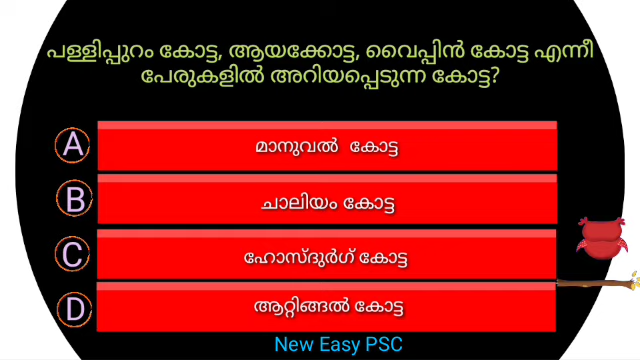 പള്ളിപ്പുറം കോട്ട, ആയക്കോട്ട, വൈപ്പിൻ കോട്ട എന്നീ
പേരുകളിൽ അറിയപ്പെടുന്ന കോട്ട?
A മാനുവൽ കോട്ട
B ചാലിയം കോട്ട
C ഹോസ്ദുർഗ് കോട്ട
D ആറ്റിങ്ങൽ കോട്ട
New Easy PSC